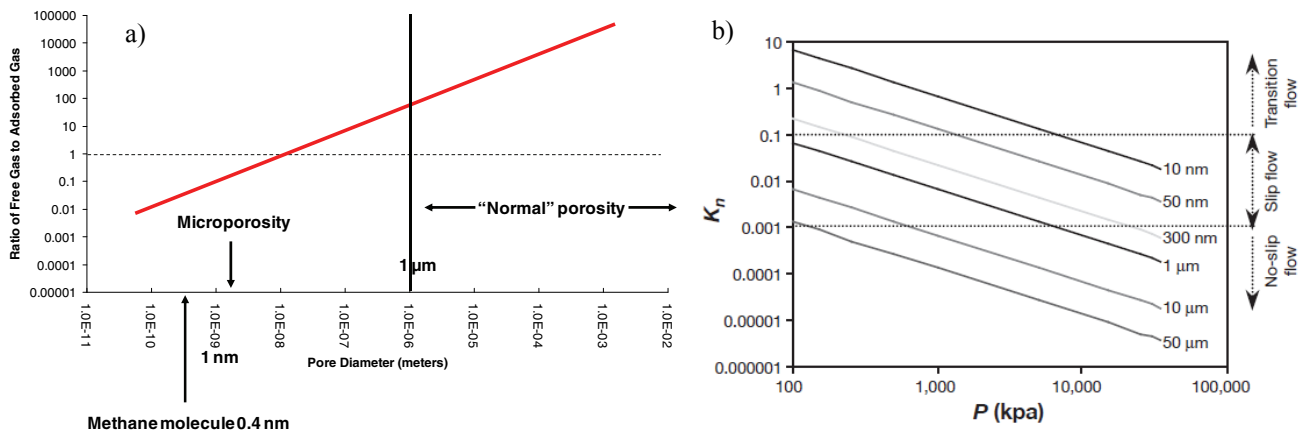 a)
Ratio of Free Gas to Adsorbed Gas
100000
10000
1000
100
10
1
0.1
0.01
0.001
0.0001
0.00001
Microporosity
“Normal” porosity
1 μm
1.0E-11
1.0E-10
1.0E-09
1.0E-08
1.0E-07
1.0E-06
1.0E-05
1.0E-04
1.0E-03
1.0E-02
1 nm
Pore Diameter (meters)
Methane molecule 0.4 nm
b)
Kn
10
1
0.1
0.01
0.001
0.0001
0.00001
0.000001
10 nm
50 nm
300 nm
1 μm
10 μm
50 μm
100
1,000
10,000
100,000
P (kpa)
Transition
flow
Slip flow
No-slip
flow